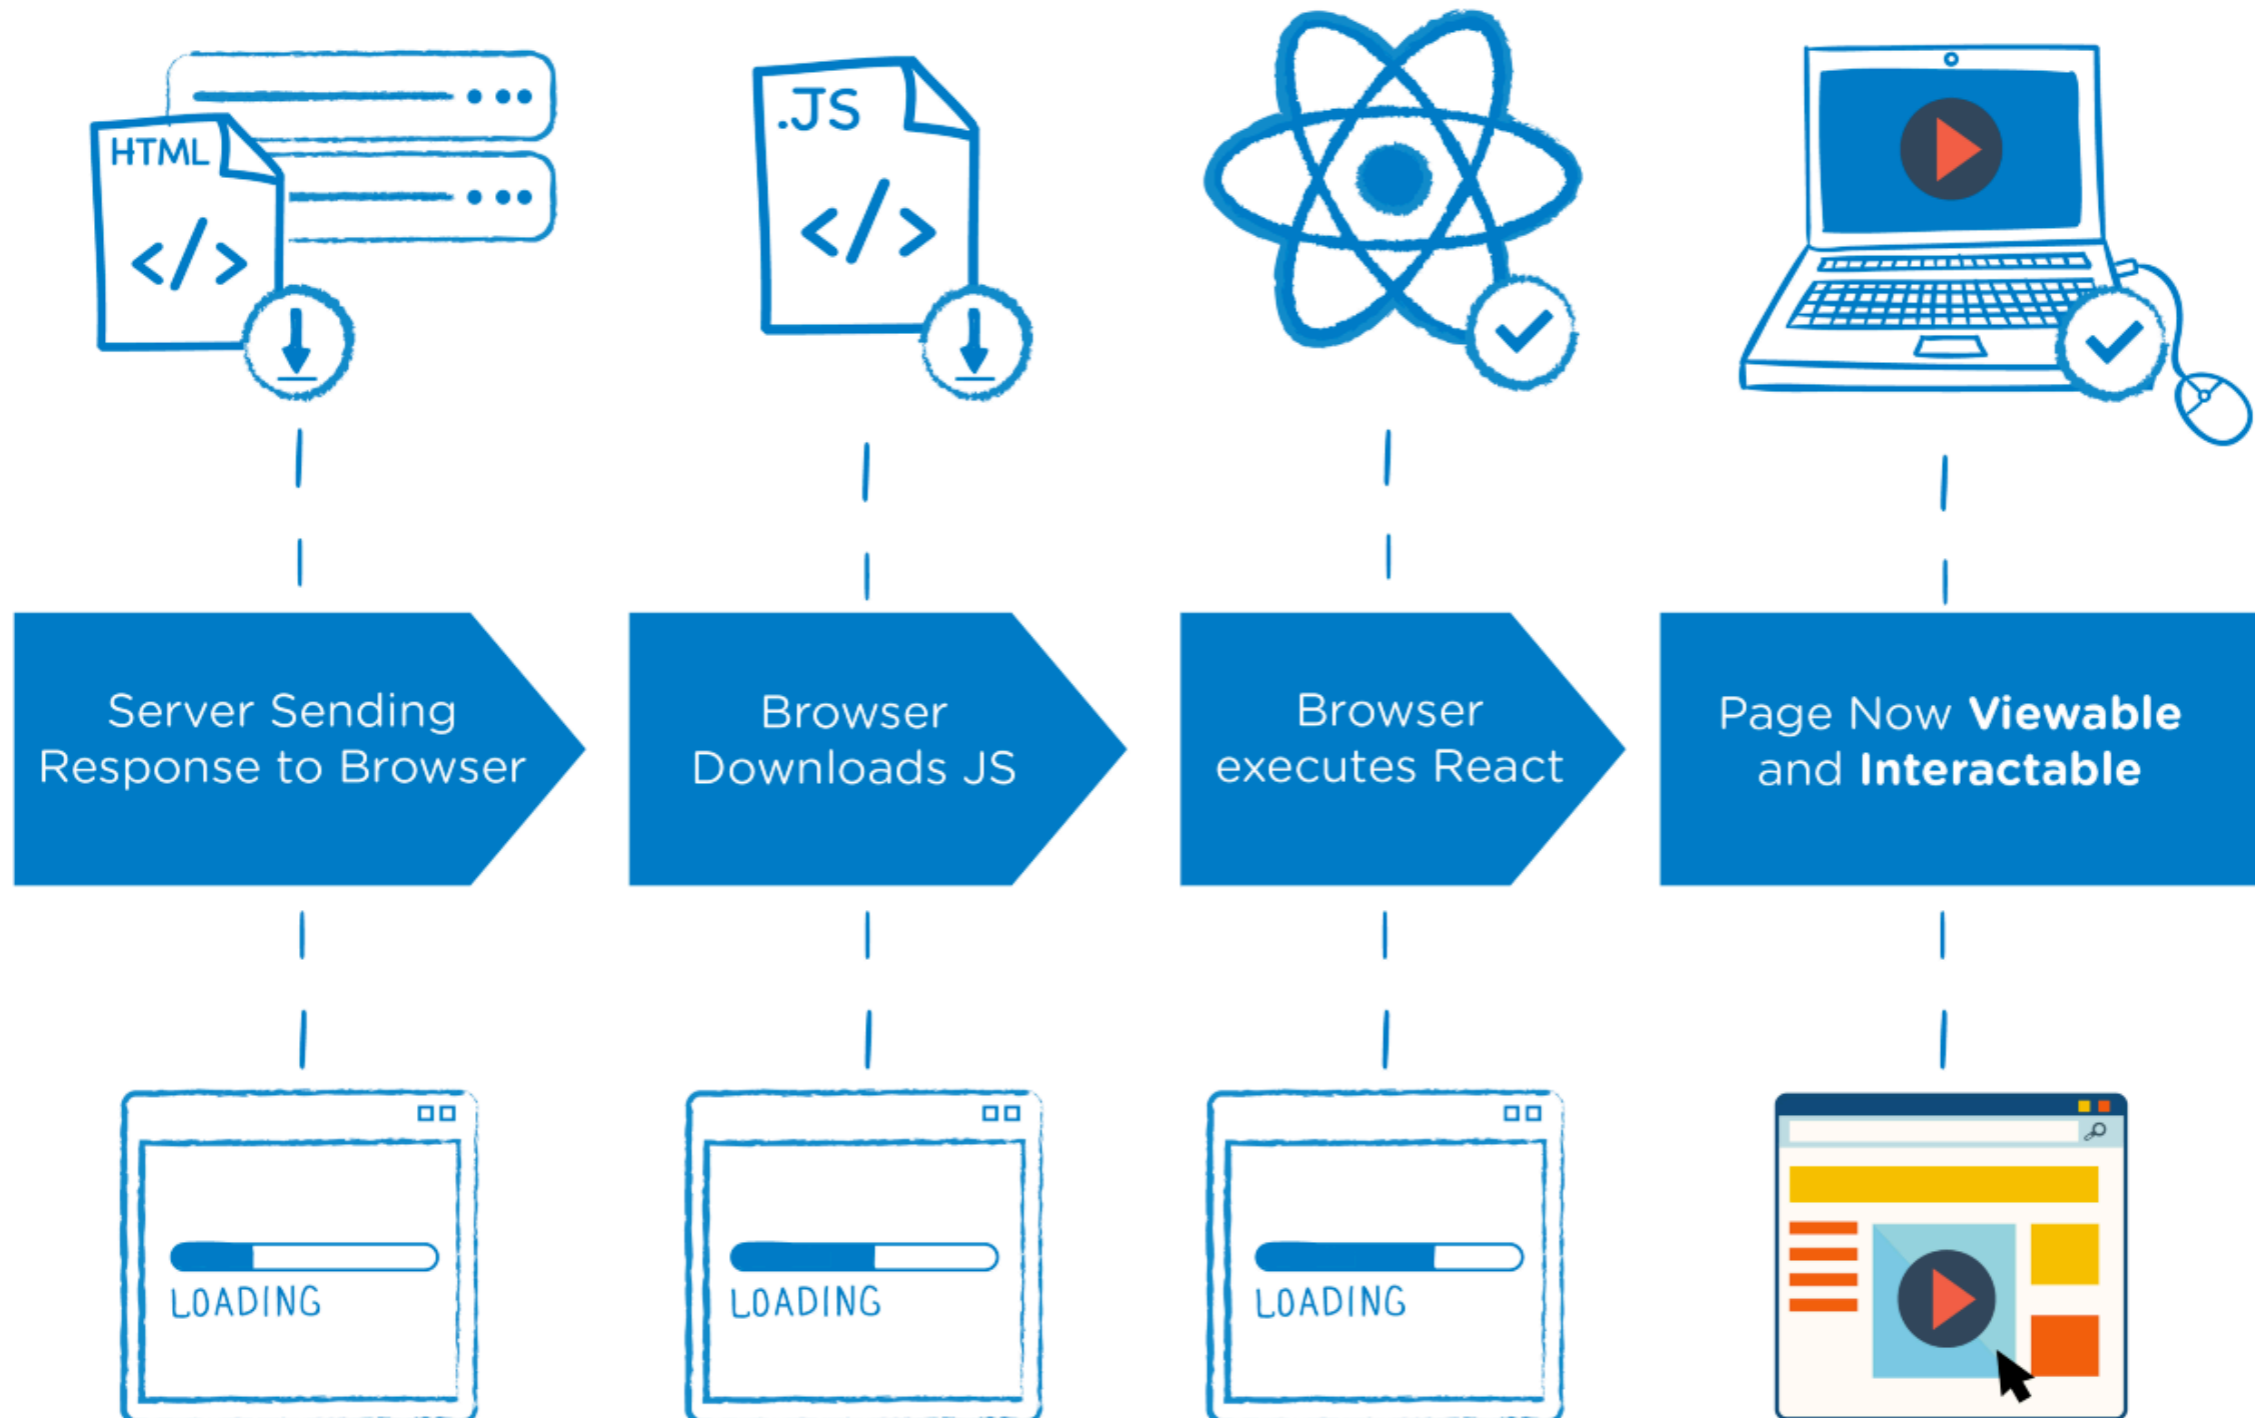 HTML
</>
.JS
</>
Server Sending
Response to Browser
Browser
Downloads JS
Browser
executes React
Page Now Viewable
and Interactable
LOADING
LOADING
LOADING